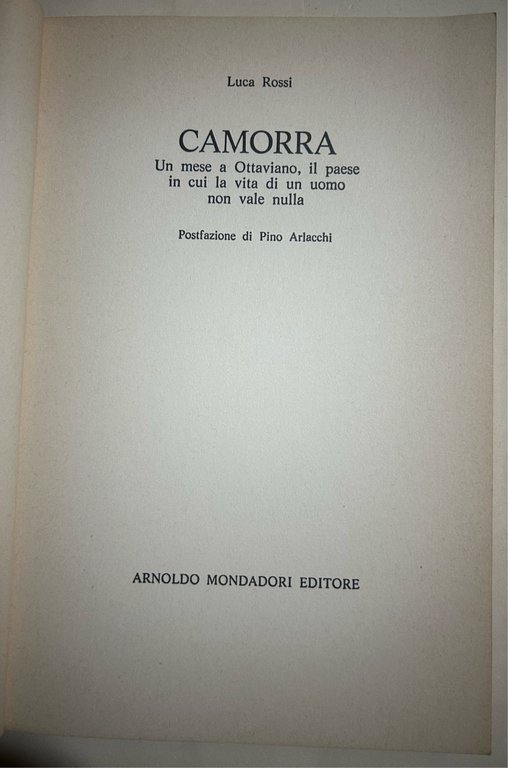 Luca Rossi
CAMORRA
Un mese a Ottaviano, il paese
in cui la vita di un uomo
non vale nulla
Postfazione di Pino Arlacchi
ARNOLDO MONDADORI EDITORE